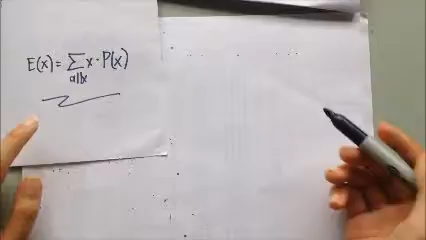 E(x) = ∑ x · P(x)
all x